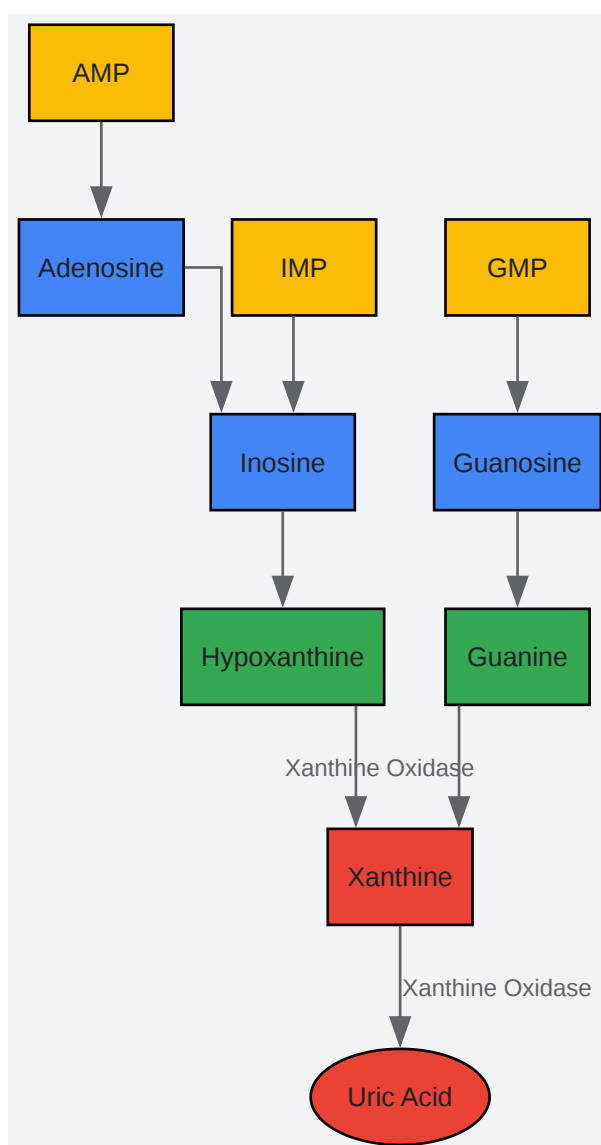 AMP
Adenosine
IMP
GMP
Inosine
Guanosine
Hypoxanthine
Guanine
Xanthine Oxidase
Xanthine
Xanthine Oxidase
Uric Acid